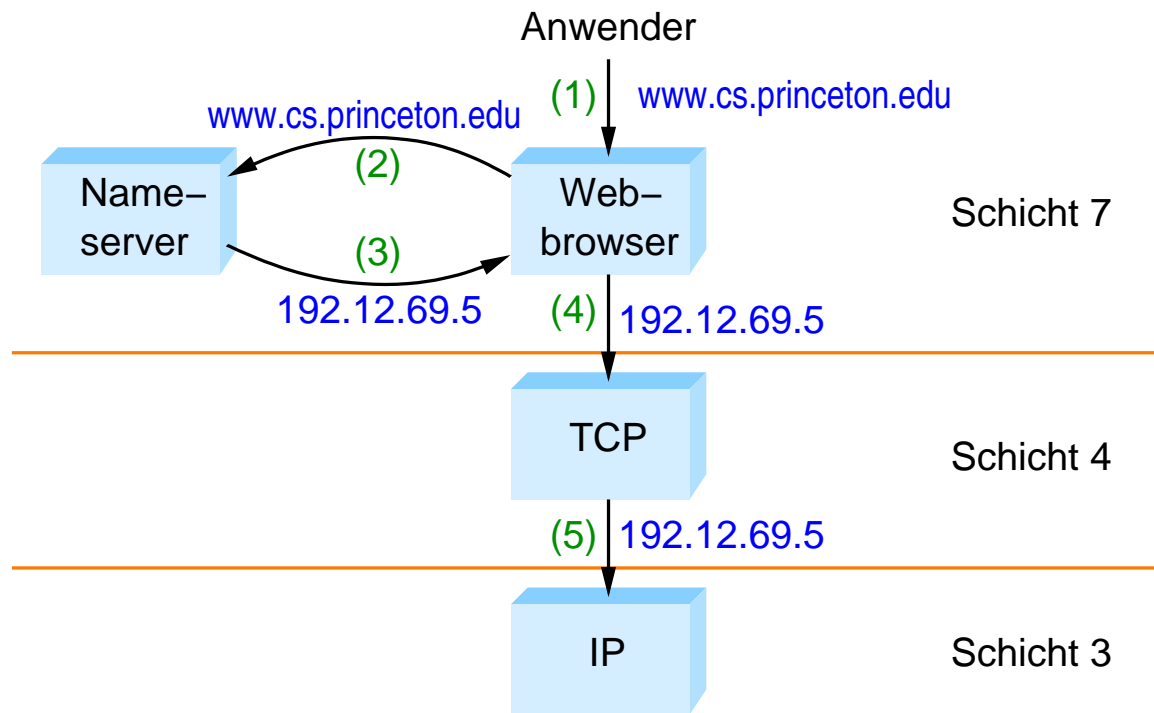 Anwender
(1) www.cs.princeton.edu
www.cs.princeton.edu
(2)
Name–
server
Web–
browser
Schicht 7
(3)
192.12.69.5
(4) 192.12.69.5
TCP
Schicht 4
(5) 192.12.69.5
IP
Schicht 3